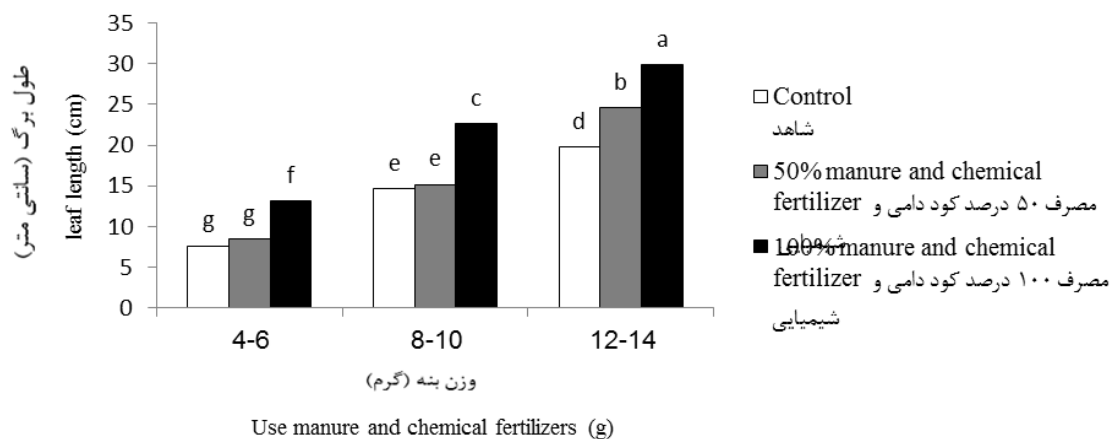 طول برگ (سانتی متر)
leaf length (cm)
35
30
25
20
15
10
5
0
g
g
f
e
e
c
d
b
a
4-6
8-10
12-14
وزن بنه (گرم)
Use manure and chemical fertilizers (g)
Control
شاهد
50% manure and chemical
fertilizer مصرف ۵۰ درصد کود دامی و
شیمیایی
100% manure and chemical
fertilizer مصرف ۱۰۰ درصد کود دامی و
شیمیایی